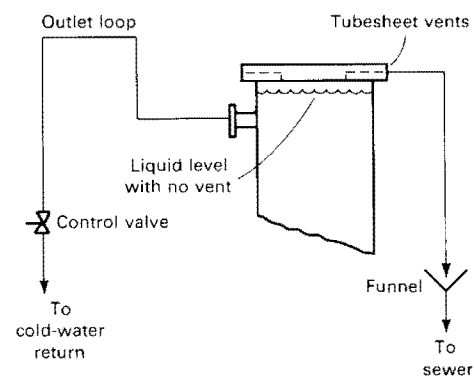 Outlet loop
Tubesheet vents
Liquid level
with no vent
Control valve
Funnel
To
cold-water
return
To
sewer